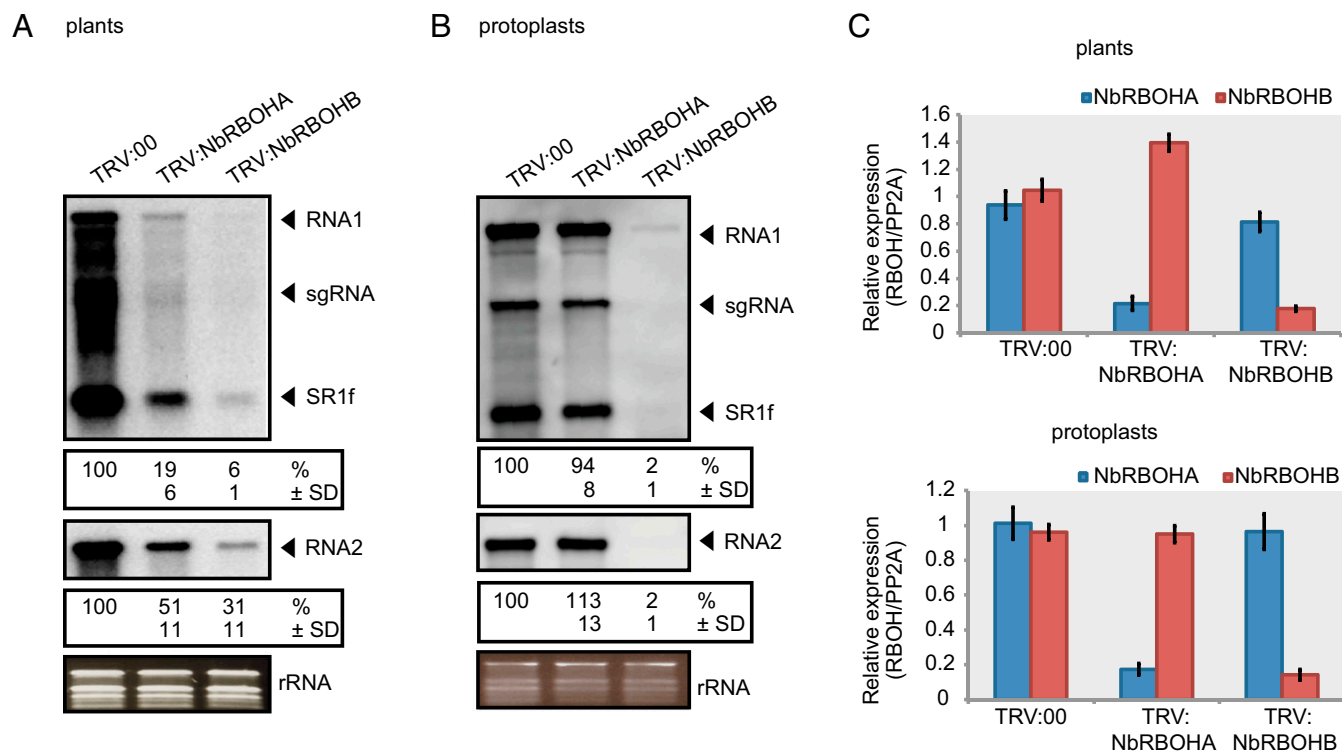 A plants
TRV:00
TRV:NbRBOHA
TRV:NbRBOHB
RNA1
sgRNA
SR1f
100 19 6 %
6 1 ± SD
RNA2
100 51 31 %
11 11 ± SD
rRNA
B protoplasts
TRV:00
TRV:NbRBOHA
TRV:NbRBOHB
RNA1
sgRNA
SR1f
100 94 2 %
8 1 ± SD
RNA2
100 113 2 %
13 1 ± SD
rRNA
C
plants
NbRBOHA NbRBOHB
Relative expression
(RBOH/PP2A)
1.6
1.4
1.2
1
0.8
0.6
0.4
0.2
0
TRV:00 TRV: TRV:
NbRBOHA NbRBOHB
protoplasts
NbRBOHA NbRBOHB
Relative expression
(RBOH/PP2A)
1.2
1
0.8
0.6
0.4
0.2
0
TRV:00 TRV: TRV:
NbRBOHA NbRBOHB